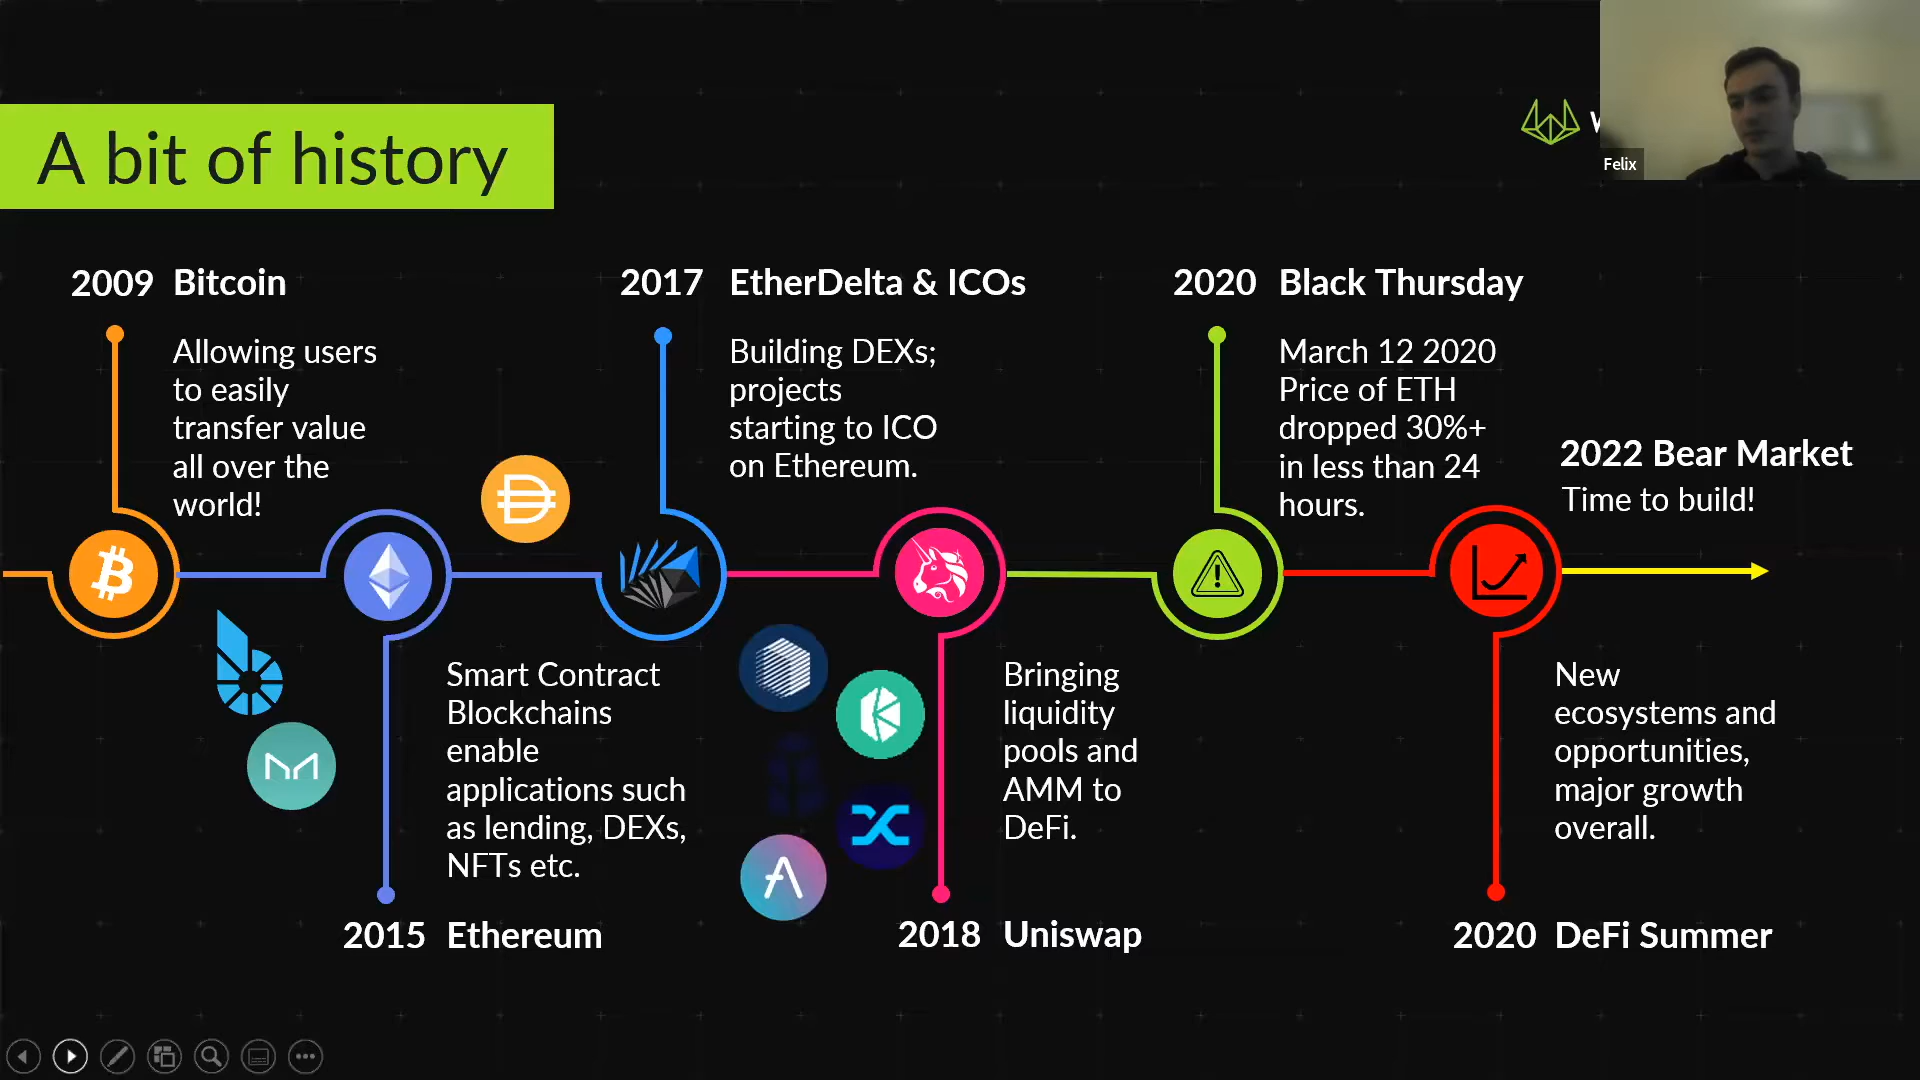 A bit of history
W
Felix
2009 Bitcoin
Allowing users
to easily
transfer value
all over the
world!
2017 EtherDelta & ICOs
Building DEXs;
projects
starting to ICO
on Ethereum.
2020 Black Thursday
March 12 2020
Price of ETH
dropped 30%+
in less than 24
hours.
2022 Bear Market
Time to build!
Smart Contract
Blockchains
enable
applications such
as lending, DEXs,
NFTs etc.
2015 Ethereum
Bringing
liquidity
pools and
AMM to
DeFi.
2018 Uniswap
New
ecosystems and
opportunities,
major growth
overall.
2020 DeFi Summer